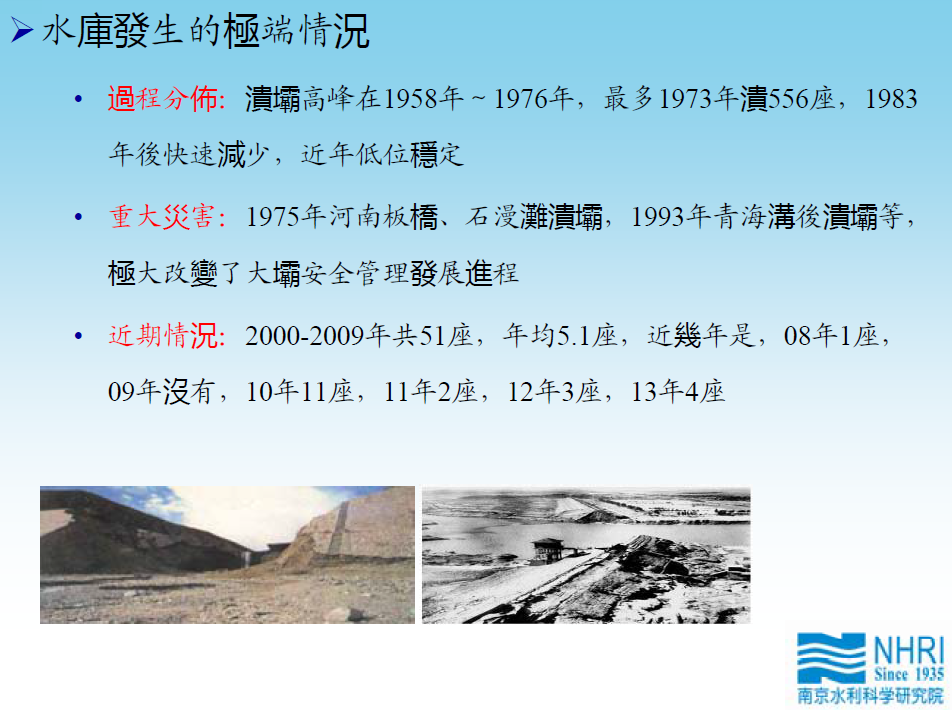 ➢水庫發生的極端情況
• 過程分佈：潰壩高峰在1958年~1976年，最多1973年潰556座，1983
年後快速減少，近年低位穩定
• 重大災害：1975年河南板橋、石漫灘潰壩，1993年青海溝後潰壩等，
極大改變了大壩安全管理發展進程
• 近期情況：2000-2009年共51座，年均5.1座，近幾年是，08年1座，
09年沒有，10年11座，11年2座，12年3座，13年4座
NHRI
Since 1935
南京水利科学研究院